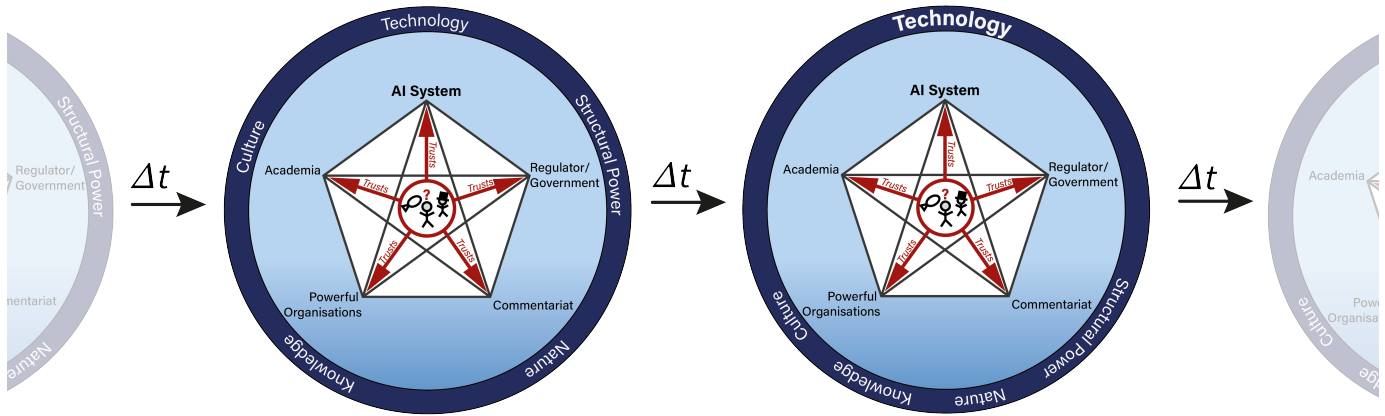 Structural Power
Regulator/
Government
mentariat
Nature
Δt
Technology
Culture
Structural Power
AI System
Academia
Regulator/
Government
Trusts
Trusts
Trusts
?
Trusts
Trusts
Powerful
Organisations
Commentariat
Knowledge
Nature
Δt
Technology
AI System
Academia
Regulator/
Government
Trusts
Trusts
Trusts
?
Trusts
Trusts
Powerful
Organisations
Commentariat
Culture
Knowledge
Nature
Structural Power
Δt
Academia
Pow
Organisa
Culture